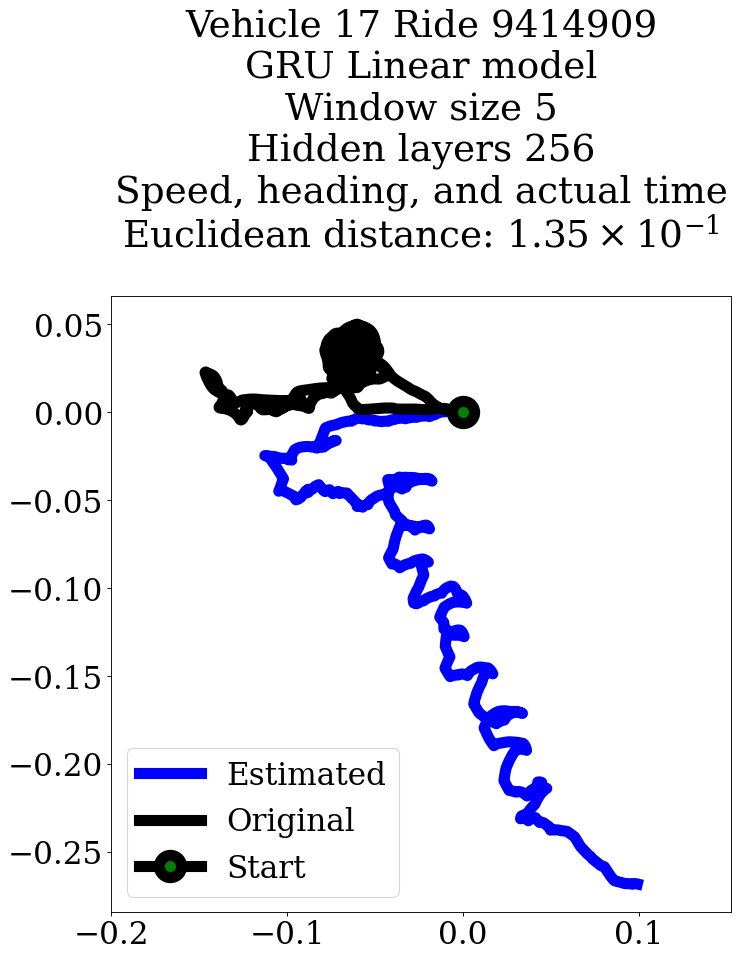 Vehicle 17 Ride 9414909
GRU Linear model
Window size 5
Hidden layers 256
Speed, heading, and actual time
Euclidean distance: 1.35 × 10⁻¹
0.05
0.00
−0.05
−0.10
−0.15
−0.20
−0.25
Estimated
Original
Start
−0.2
−0.1
0.0
0.1